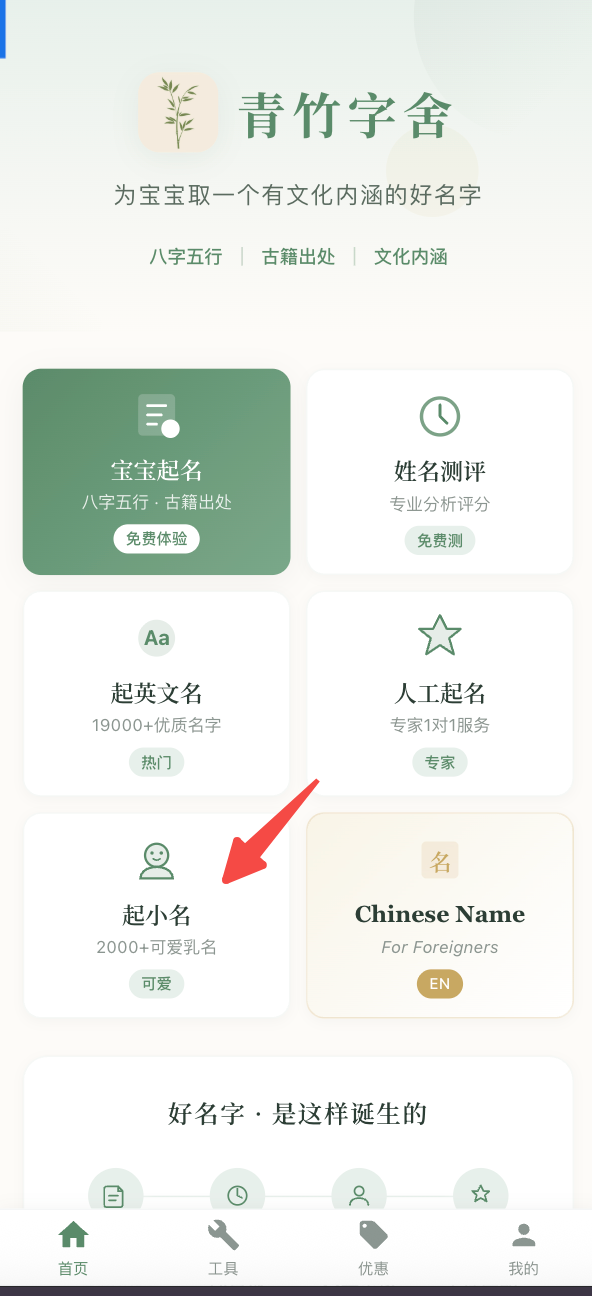 青竹字舍
为宝宝取一个有文化内涵的好名字
八字五行 | 古籍出处 | 文化内涵
宝宝起名
八字五行 · 古籍出处
免费体验
姓名测评
专业分析评分
免费测
Aa
起英文名
19000+优质名字
热门
人工起名
专家1对1服务
专家
起小名
2000+可爱乳名
可爱
名
Chinese Name
For Foreigners
EN
好名字 · 是这样诞生的
首页
工具
优惠
我的